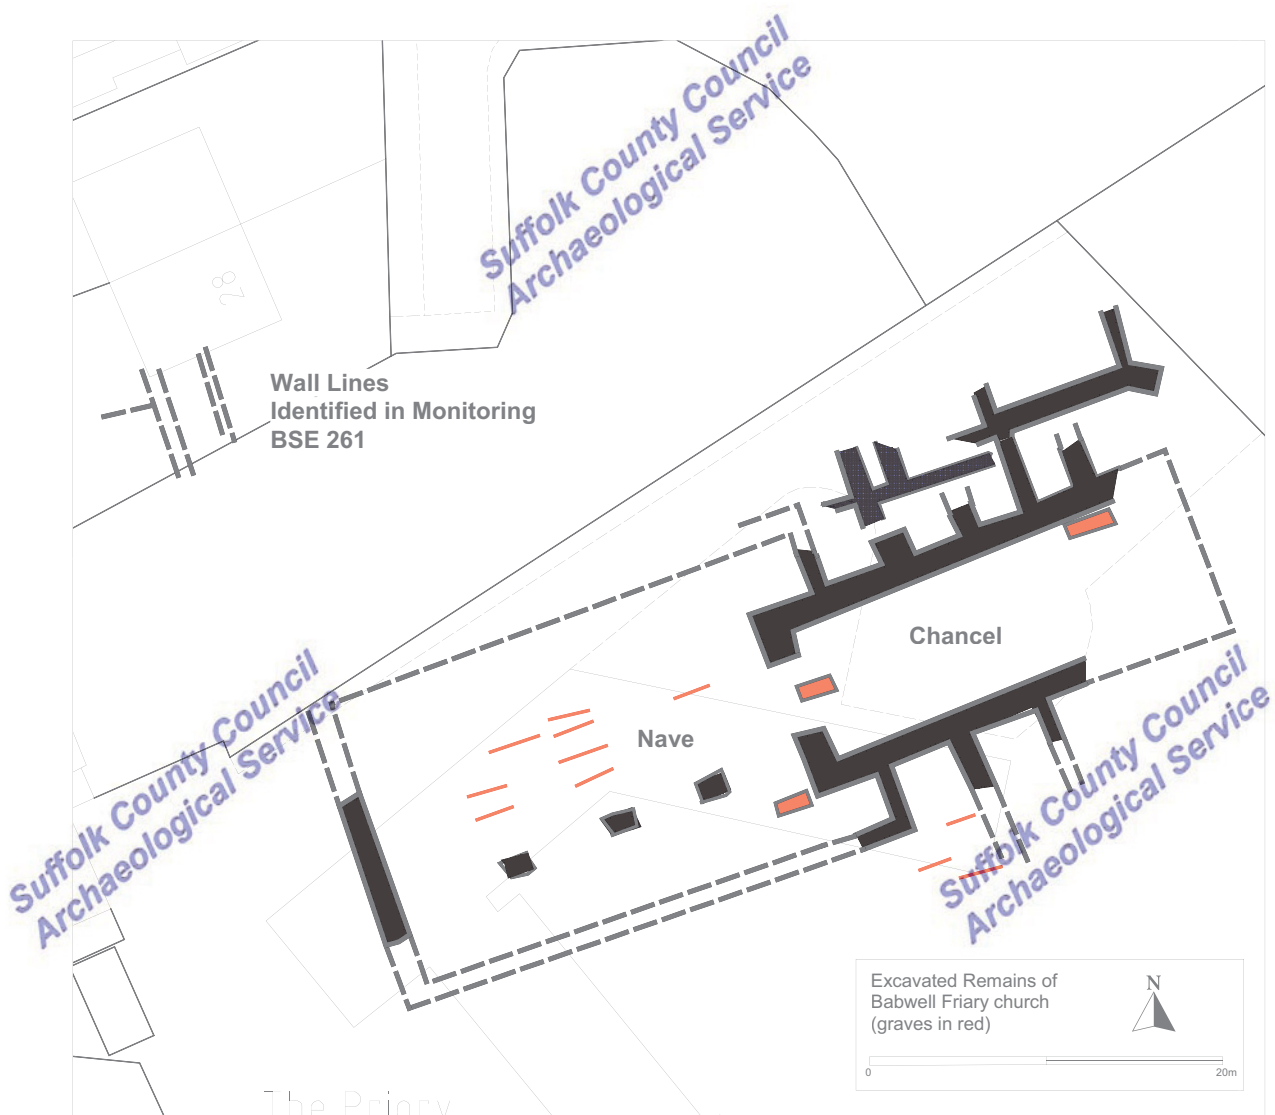 Suffolk County Council
Archaeological Service
28
Wall Lines
Identified in Monitoring
BSE 261
Chancel
Nave
Suffolk County Council
Archaeological Service
Suffolk County Council
Archaeological Service
Excavated Remains of
Babwell Friary church
(graves in red)
N
0
20m
The Priory